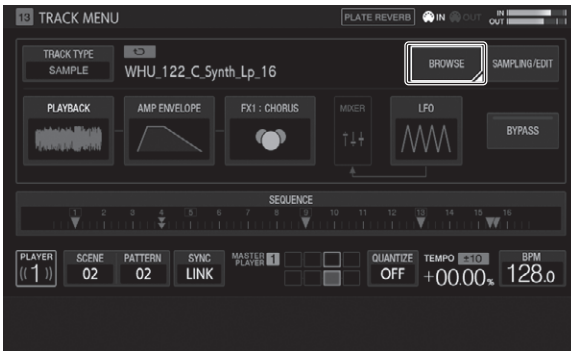 13 TRACK MENU PLATE REVERB IN OUT IN
OUT
TRACK TYPE
SAMPLE
WHU_122_C_Synth_Lp_16
BROWSE
SAMPLING/EDIT
PLAYBACK AMP ENVELOPE FX1 : CHORUS MIXER LFO
BYPASS
SEQUENCE
1 2 3 4 5 6 7 8 9 10 11 12 13 14 15 16
PLAYER
((1))
SCENE
02
PATTERN
02
SYNC
LINK
MASTER
PLAYER 1
QUANTIZE
OFF
TEMPO ±10
+00.00%
BPM
128.0